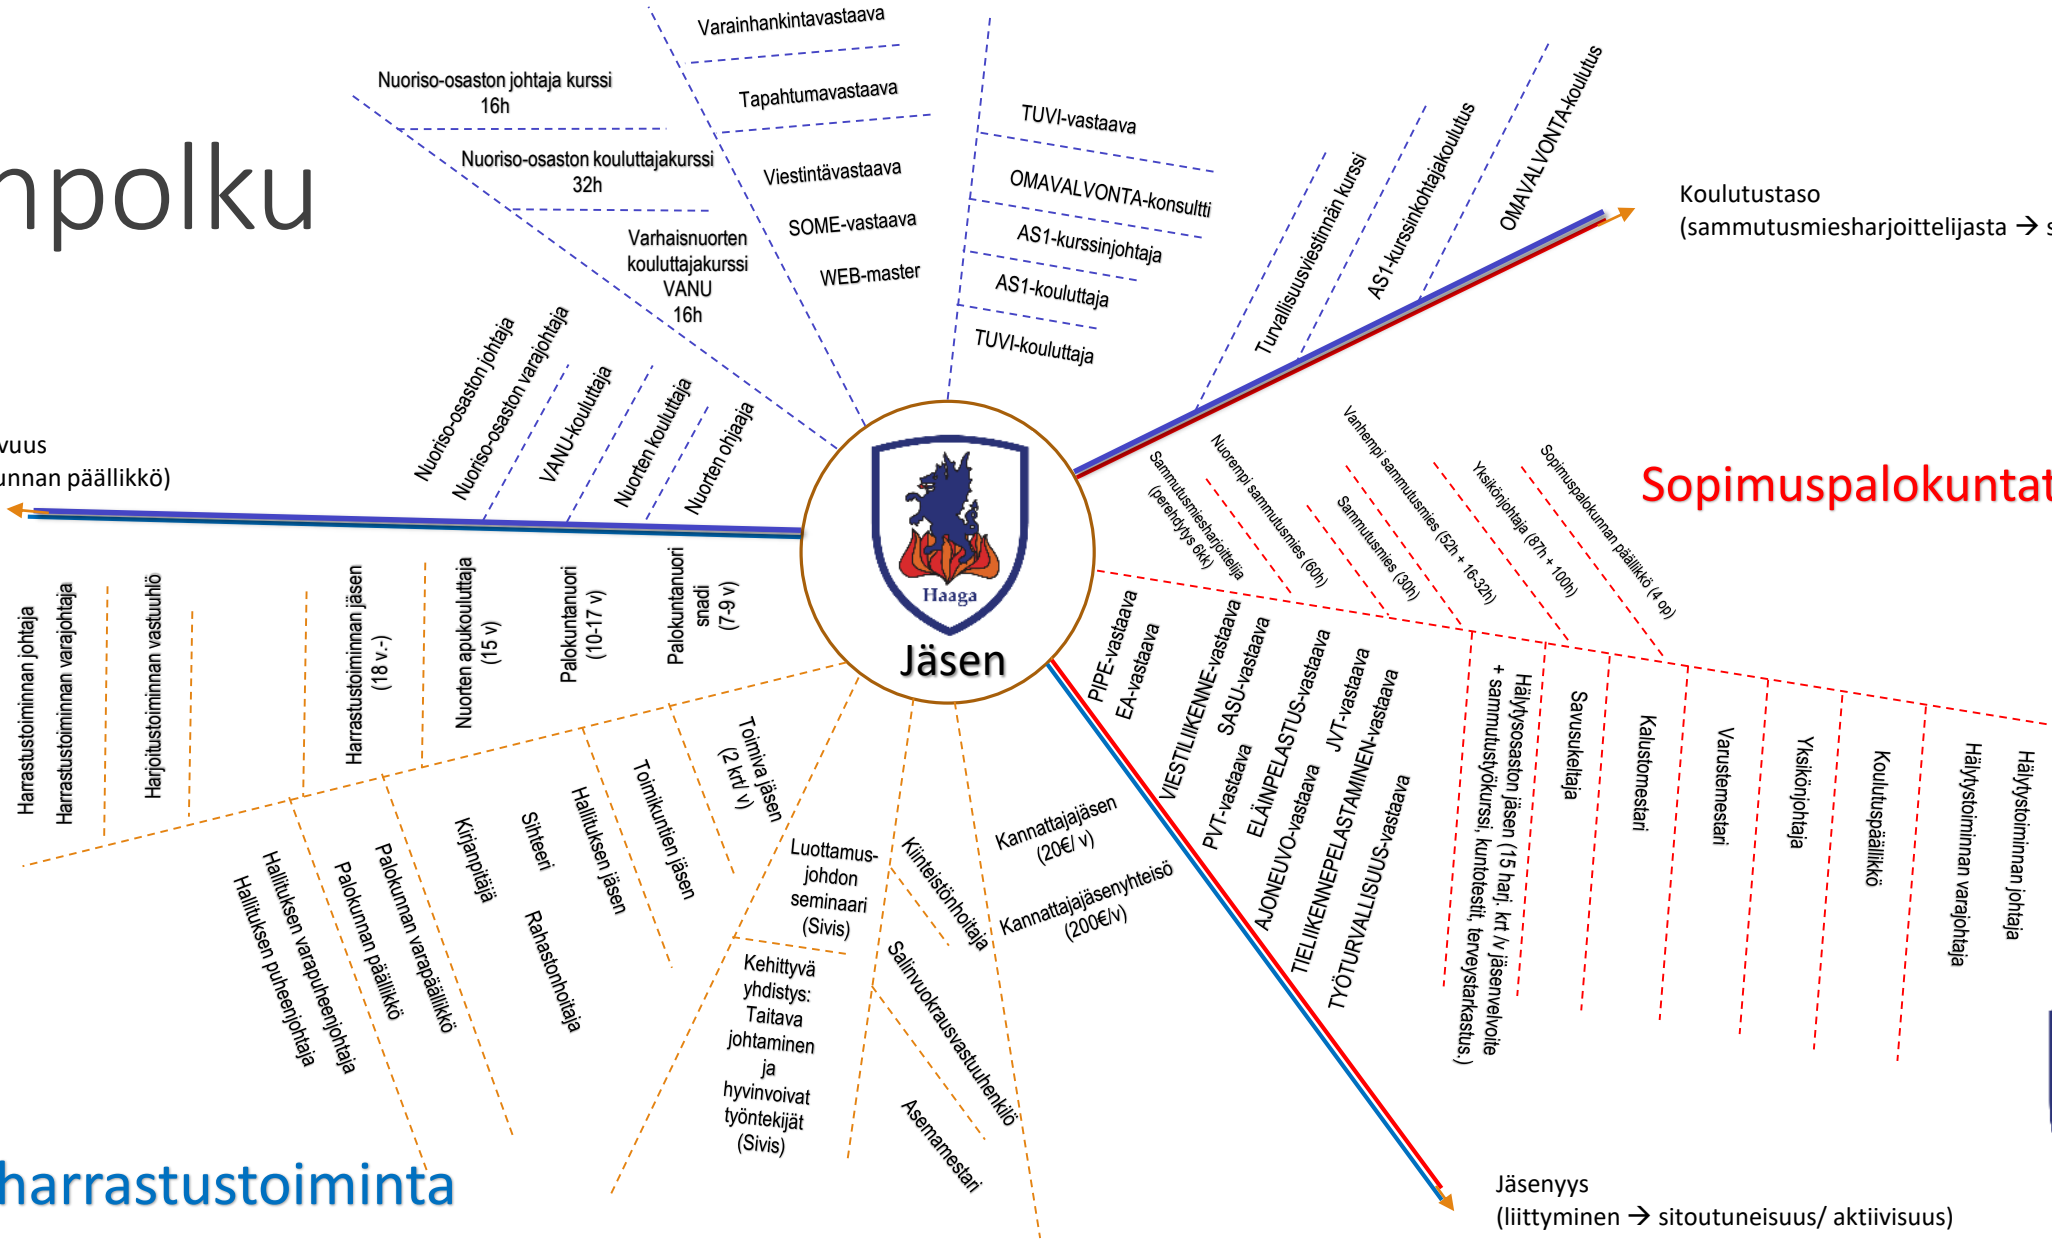 npolku
Nuoriso-osaston johtaja kurssi
16h
Nuoriso-osaston kouluttajakurssi
32h
Varhaisnuorten
kouluttajakurssi
VANU
16h
Varainhankintavastaava
Tapahtumavastaava
Viestintävastaava
SOME-vastaava
WEB-master
TUVI-vastaava
OMAVALVONTA-konsultti
AS1-kurssinjohtaja
AS1-kouluttaja
TUVI-kouluttaja
Turvallisuusviestinnän kurssi
AS1-kurssinkohtajakoulutus
OMAVALVONTA-koulutus
Koulutustaso
(sammutusmiesharjoittelijasta → s
vuus
unnan päällikkö)
Nuoriso-osaston johtaja
Nuoriso-osaston varajohtaja
VANU-kouluttaja
Nuorten kouluttaja
Nuorten ohjaaja
Haaga
Jäsen
Sammutusmiesharjoittelija
(perehdytys 6kk)
Nuorempi sammutusmies (60h)
Sammutusmies (30h)
Vanhempi sammutusmies (52h + 16-32h)
Yksikönjohtaja (87h + 100h)
Sopimuspalokunnan päällikkö (4 op)
Sopimuspalokuntat
Harrastustoiminnan johtaja
Harrastustoiminnan varajohtaja
Harjoitustoiminnan vastuuhlö
Harrastustoiminnan jäsen
(18 v.-)
Nuorten apukouluttaja
(15 v)
Palokuntanuori
(10-17 v)
Palokuntanuori
snadi
(7-9 v)
PIPE-vastaava
EA-vastaava
VIESTILIIKENNE-vastaava
SASU-vastaava
PVT-vastaava
ELÄINPELASTUS-vastaava
JVT-vastaava
AJONEUVO-vastaava
TIELIIKENNEPELASTAMINEN-vastaava
TYÖTURVALLISUUS-vastaava
Hälytysosaston jäsen (15 harj. krt /v jäsenvelvoite
+ sammutustyökurssi, kuntotestit, terveystarkastus.)
Savusukeltaja
Kalustomestari
Varustemestari
Yksikönjohtaja
Koulutuspäällikkö
Hälytystoiminnan varajohtaja
Hälytystoiminnan johtaja
Hallituksen puheenjohtaja
Hallituksen varapuheenjohtaja
Palokunnan päällikkö
Palokunnan varapäällikkö
Kirjanpitäjä
Sihteeri
Rahastonhoitaja
Hallituksen jäsen
Toimikuntien jäsen
Toimiva jäsen
(2 krt/ v)
Luottamus-
johdon
seminaari
(Sivis)
Kehittyvä
yhdistys:
Taitava
johtaminen
ja
hyvinvoivat
työntekijät
(Sivis)
Kiinteistönhoitaja
Salinvuokrausvastuuhenkilö
Asemamestari
Kannattajajäsen
(20€/ v)
Kannattajajäsenyhteisö
(200€/v)
harrastustoiminta
Jäsenyys
(liittyminen → sitoutuneisuus/ aktiivisuus)